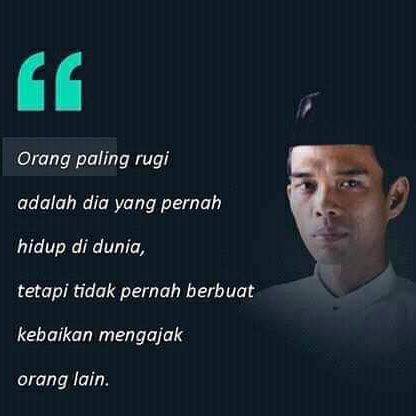 Orang paling rugi
adalah dia yang pernah
hidup di dunia,
tetapi tidak pernah berbuat
kebaikan mengajak
orang lain.